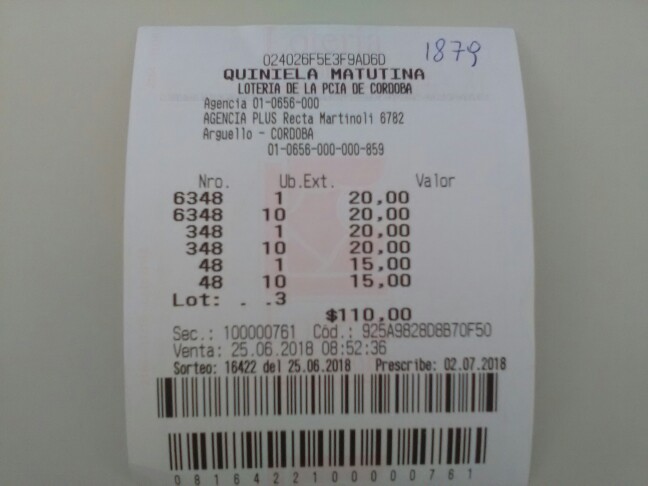 024026F5E3F9AD6D
1879
QUINIELA MATUTINA
LOTERIA DE LA PCIA DE CORDOBA
Agencia 01-0656-000
AGENCIA PLUS Recta Martinoli 6782
Arguello - CORDOBA
01-0656-000-000-859
Nro. Ub.Ext. Valor
6348 1 20,00
6348 10 20,00
348 1 20,00
348 10 20,00
48 1 15,00
48 10 15,00
Lot: . .3
$110,00
Sec.: 100000761 Cód.: 925A9828D8B70F50
Venta: 25.06.2018 08:52:36
Sorteo: 16422 del 25.06.2018 Prescribe: 02.07.2018
0816422100000761